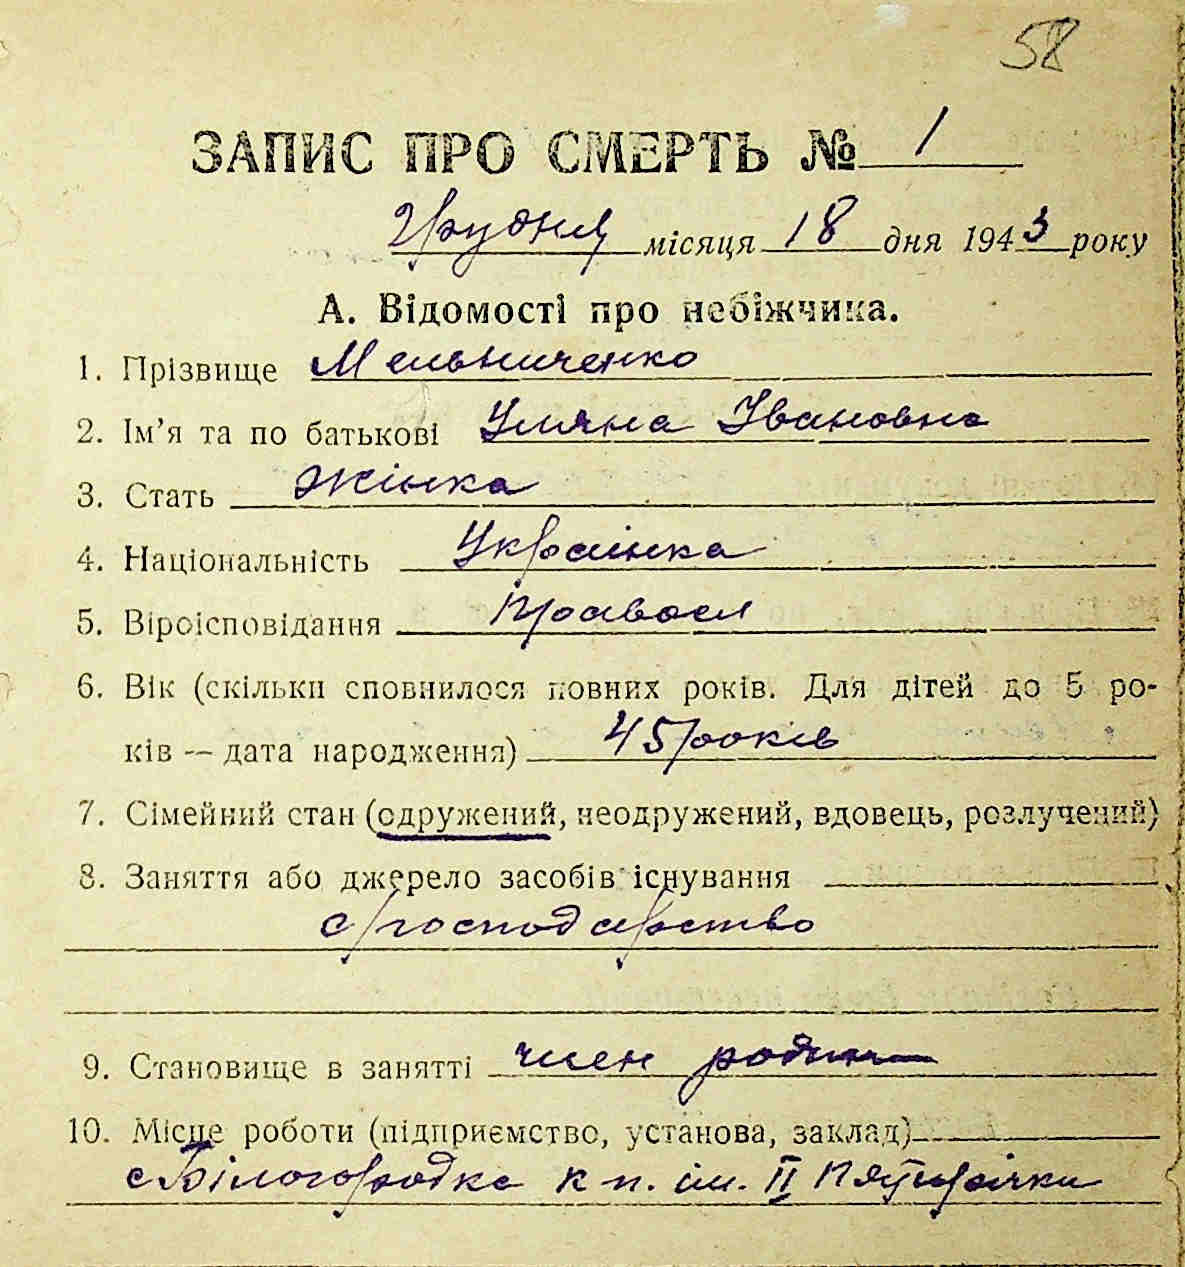 58
ЗАПИС ПРО СМЕРТЬ № 1
Грудня місяця 18 дня 1943 року
А. Відомості про небіжчика.
1. Прізвище Мельниченко
2. Ім'я та по батькові Уляна Івановна
3. Стать Жінка
4. Національність Українка
5. Віроісповідання Правосл
6. Вік (скільки сповнилося повних років. Для дітей до 5 ро-
ків — дата народження) 45 років
7. Сімейний стан (одружений, неодружений, вдовець, розлучений)
8. Заняття або джерело засобів існування
с/господарство
9. Становище в занятті член родини
10. Місце роботи (підприємство, установа, заклад)
с Білогородка к п. ім. II Пятирічки